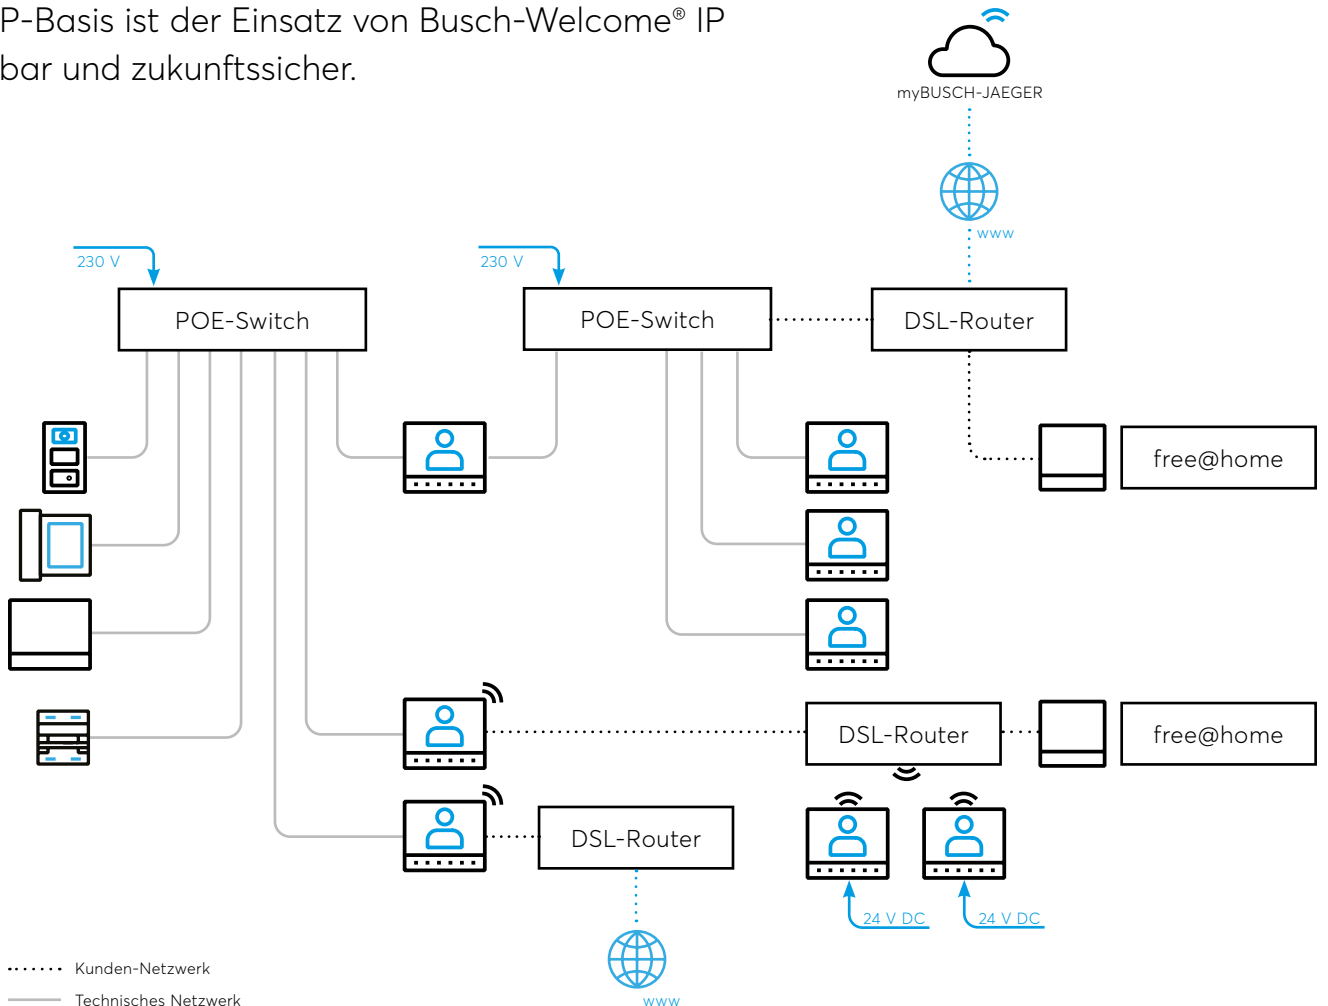 P-Basis ist der Einsatz von Busch-Welcome® IP
bar und zukunftssicher.
myBUSCH-JAEGER
www
230 V
230 V
POE-Switch
POE-Switch
DSL-Router
free@home
DSL-Router
free@home
DSL-Router
24 V DC
24 V DC
Kunden-Netzwerk
Technisches Netzwerk
www